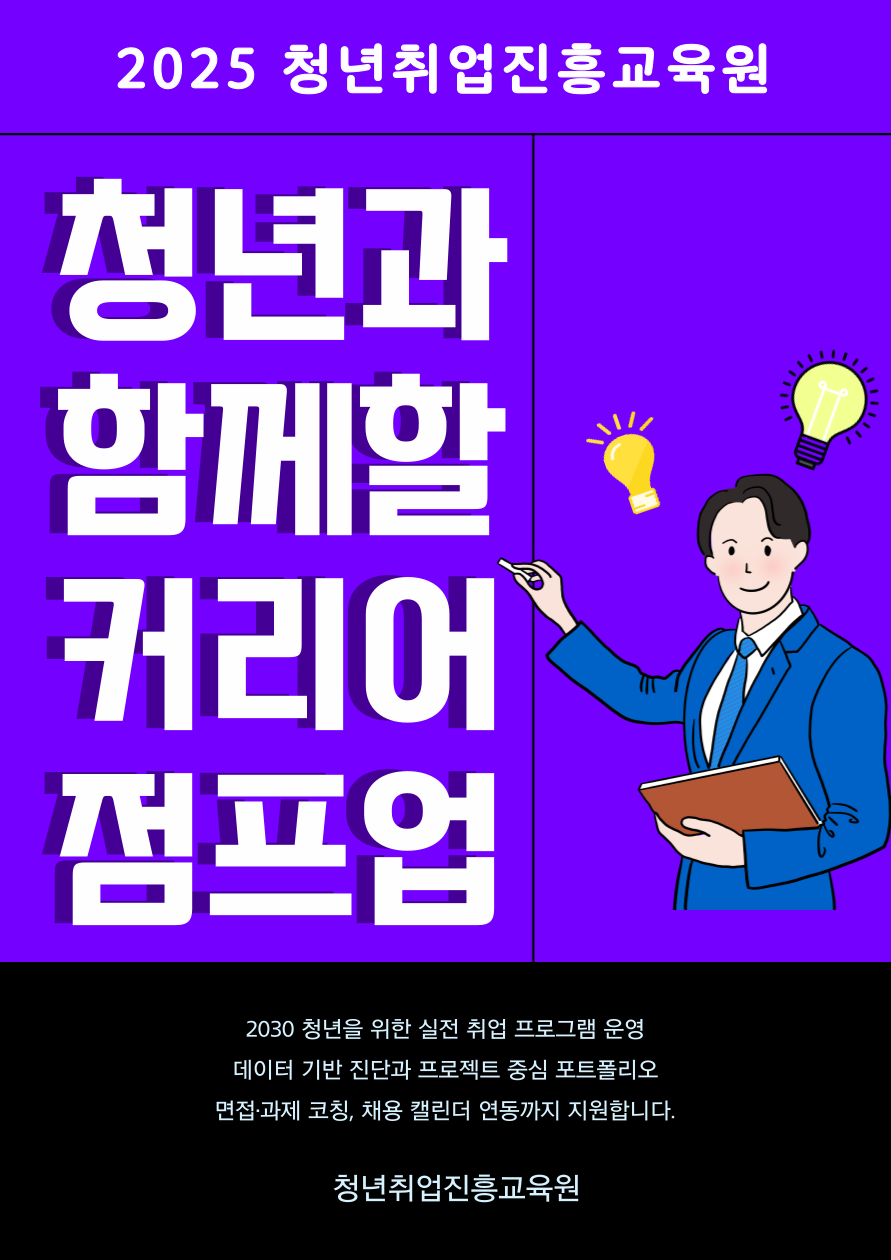 2025 청년취업진흥교육원
청년과
함께할
커리어
점프업
2030 청년을 위한 실전 취업 프로그램 운영
데이터 기반 진단과 프로젝트 중심 포트폴리오
면접·과제 코칭, 채용 캘린더 연동까지 지원합니다.
청년취업진흥교육원